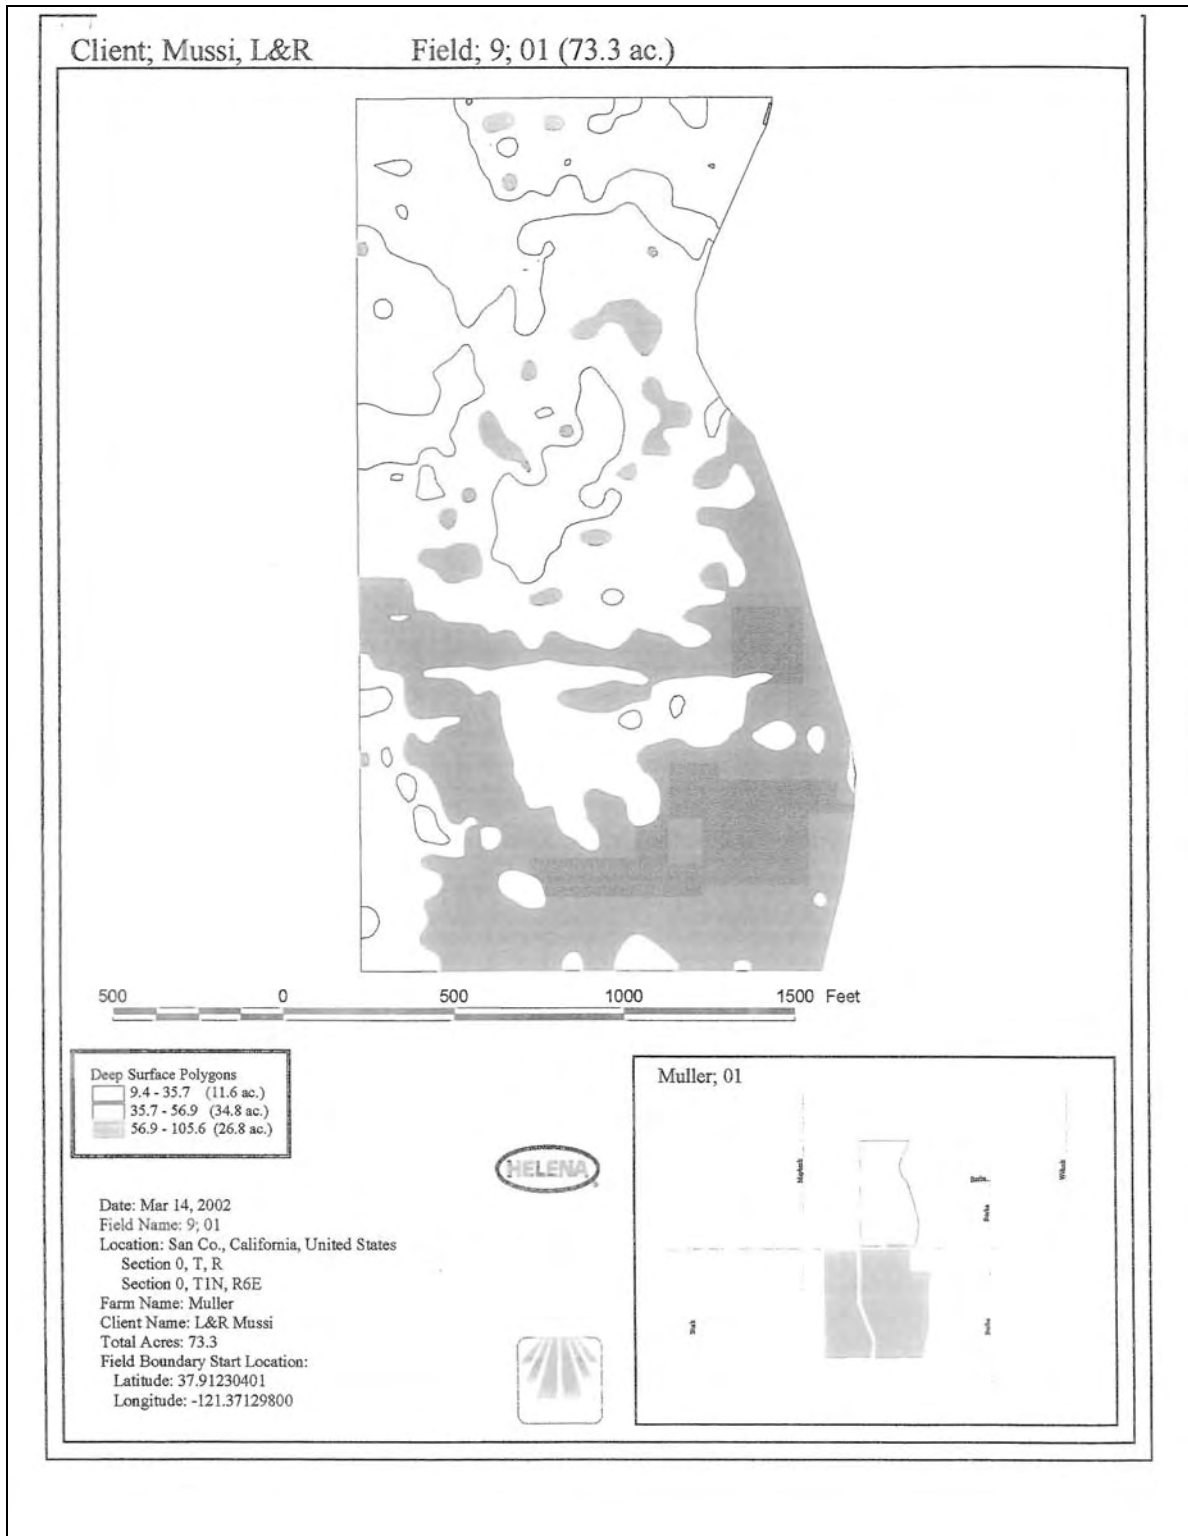 Client; Mussi, L&R Field; 9; 01 (73.3 ac.)
500 0 500 1000 1500 Feet
Deep Surface Polygons
9.4 - 35.7 (11.6 ac.)
35.7 - 56.9 (34.8 ac.)
56.9 - 105.6 (26.8 ac.)
HELENA
Date: Mar 14, 2002
Field Name: 9; 01
Location: San Co., California, United States
Section 0, T, R
Section 0, T1N, R6E
Farm Name: Muller
Client Name: L&R Mussi
Total Acres: 73.3
Field Boundary Start Location:
Latitude: 37.91230401
Longitude: -121.37129800
Muller; 01